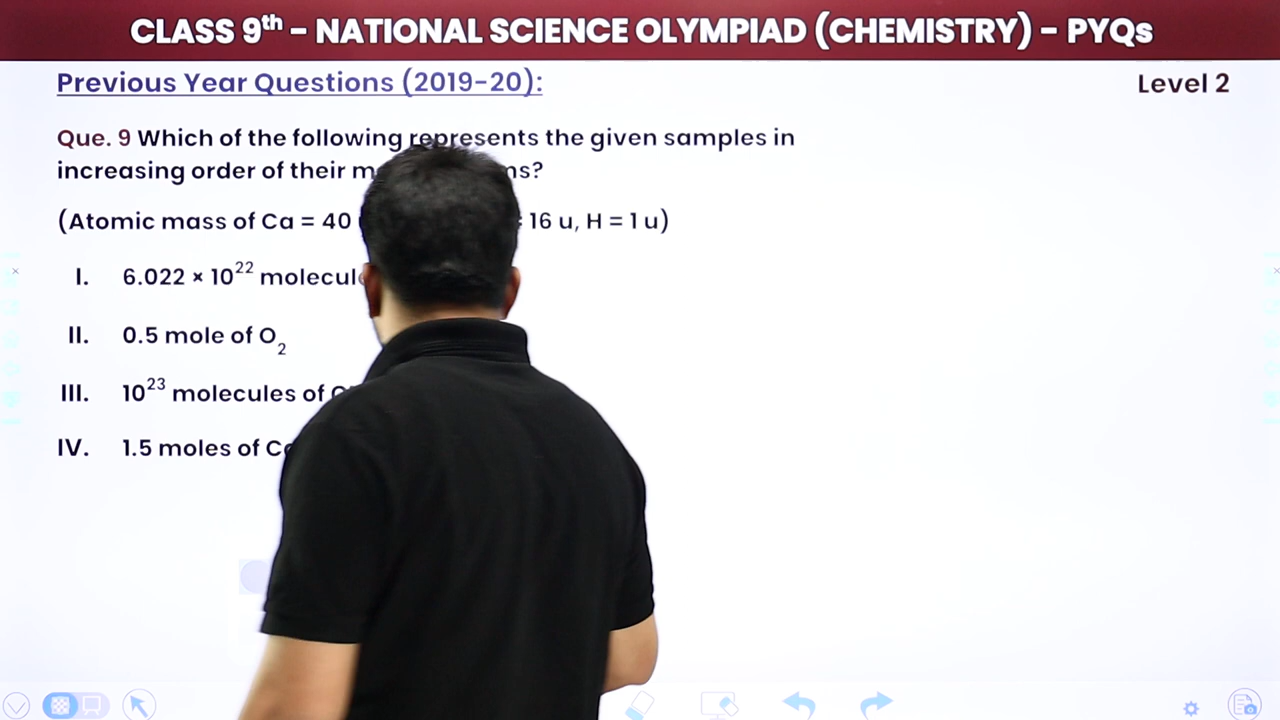 CLASS 9th – NATIONAL SCIENCE OLYMPIAD (CHEMISTRY) – PYQs
Previous Year Questions (2019-20):
Level 2
Que. 9 Which of the following represents the given samples in
increasing order of their
(Atomic mass of Ca = 40 16 u, H = 1 u)
I. 6.022 × 10²² 
II. 0.5 mole of O₂
III. 10²³ molecules of
IV. 1.5 moles of